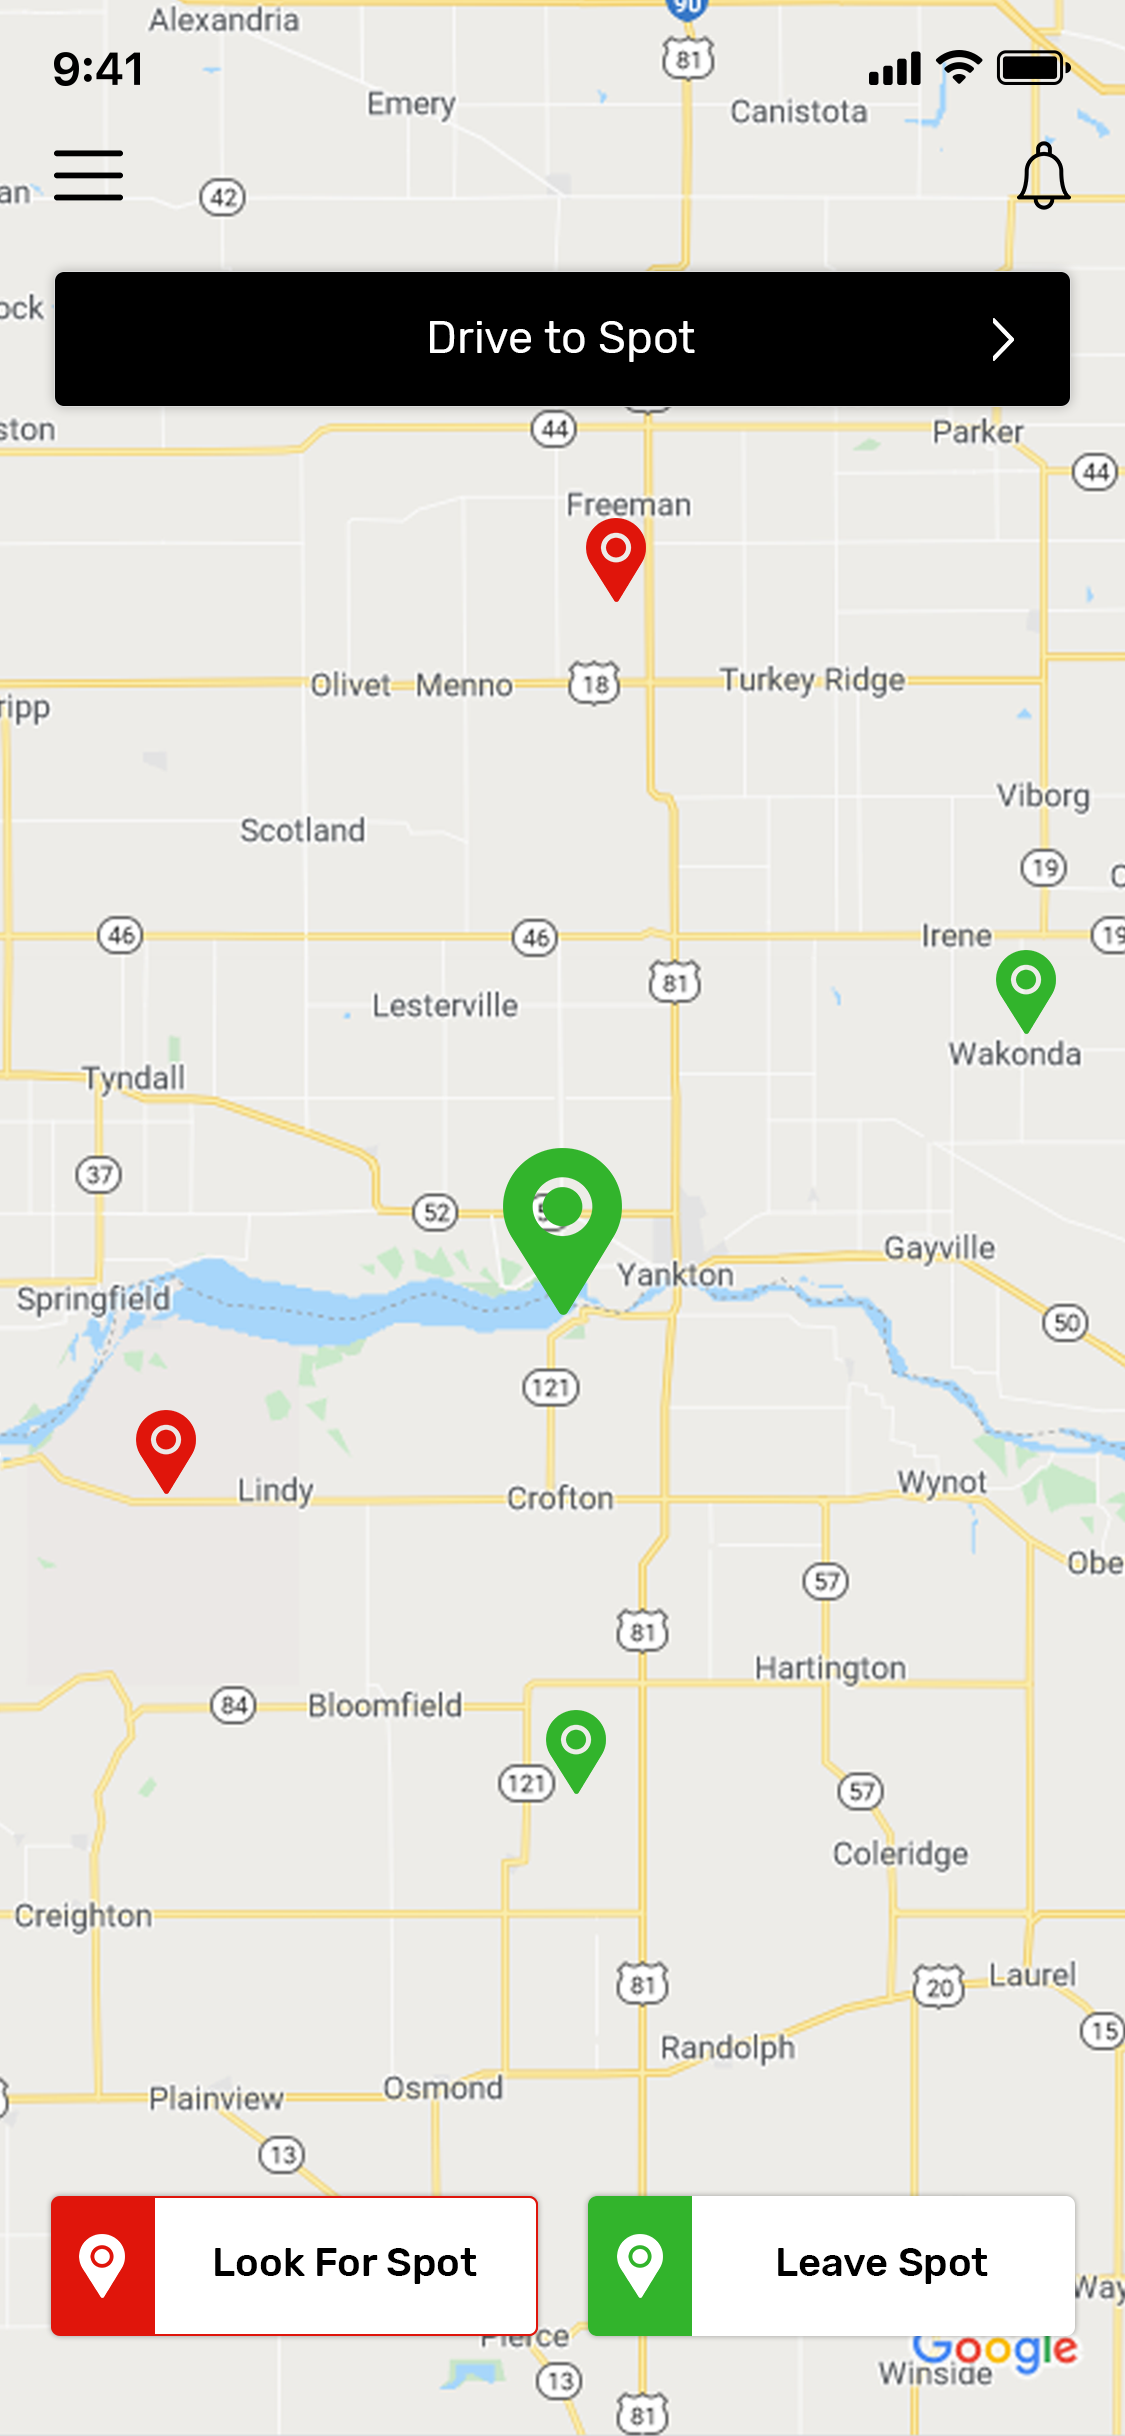 90
Alexandria
81
9:41
Emery
Canistota
an
42
ock
Drive to Spot
ston
44
Parker
44
Freeman
Olivet
Menno
18
Turkey Ridge
ripp
Viborg
Scotland
19
46
46
Irene
19
81
Lesterville
Wakonda
Tyndall
37
52
Gayville
Yankton
Springfield
50
121
Lindy
Crofton
Wynot
Obe
57
81
Hartington
84
Bloomfield
121
57
Coleridge
Creighton
81
20
Laurel
15
Randolph
Plainview
Osmond
13
Look For Spot
Leave Spot
Way
Pierce
Google
13
Winside
81